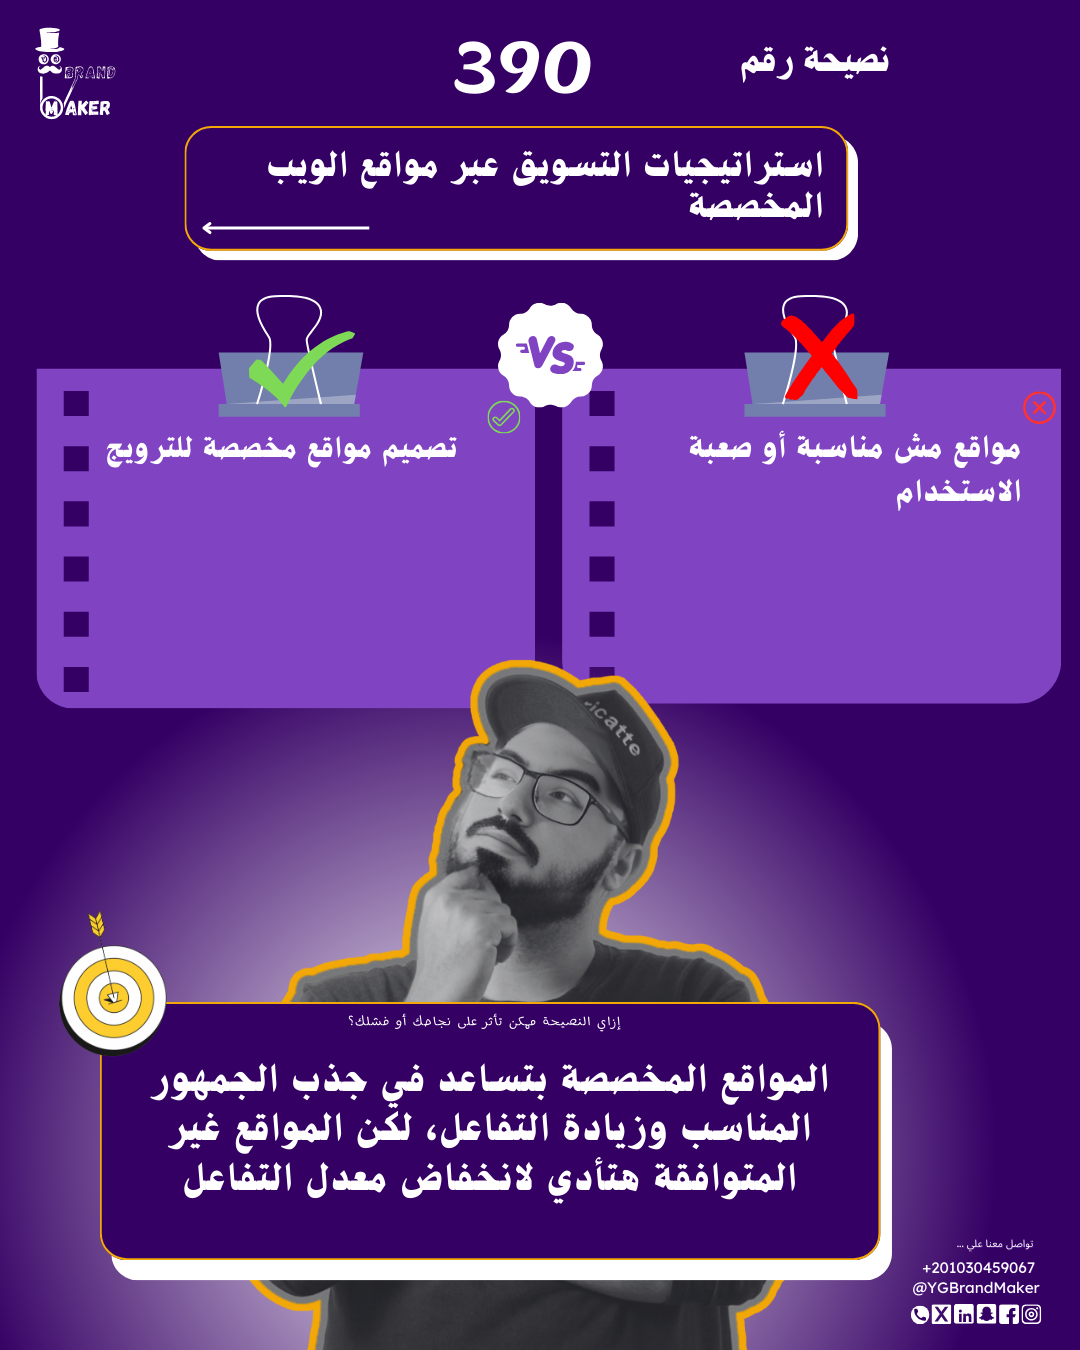 BRAND
MAKER
نصيحة رقم
390
استراتيجيات التسويق عبر مواقع الويب
المخصصة
VS
مواقع مش مناسبة أو صعبة
الاستخدام
تصميم مواقع مخصصة للترويج
icatte
إزاي النصيحة ممكن تأثر على نجاحك أو فشلك؟
المواقع المخصصة بتساعد في جذب الجمهور
المناسب وزيادة التفاعل، لكن المواقع غير
المتوافقة هتأدي لانخفاض معدل التفاعل
تواصل معنا علي ...
+201030459067
@YGBrandMaker